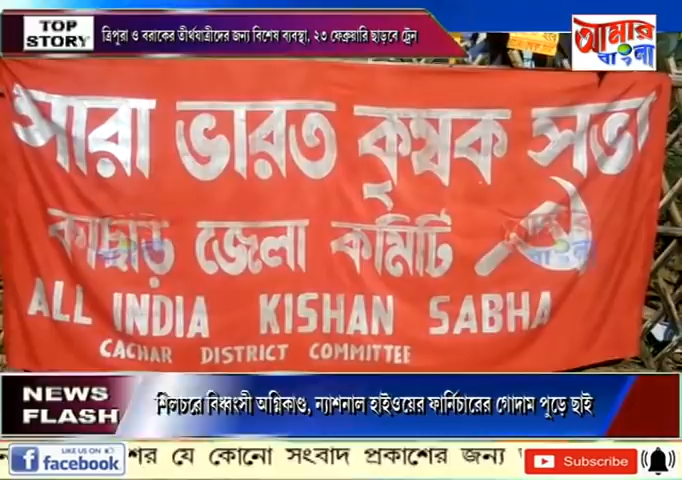 TOP STORY
ত্রিপুরা ও বরাকের তীর্থযাত্রীদের জন্য বিশেষ ব্যবস্থা, ২৩ ফেব্রুয়ারি ছাড়বে ট্রেন
আমার বাংলা
সারা ভারত কৃষক সভা
কাছাড় জেলা কমিটি
ALL INDIA KISHAN SABHA
CACHAR DISTRICT COMMITTEE
NEWS FLASH
শিলচরে বিধ্বংসী অগ্নিকাণ্ড, ন্যাশনাল হাইওয়ের ফার্নিচারের গোদাম পুড়ে ছাই
LIKE US ON facebook
শর যে কোনো সংবাদ প্রকাশের জন্য
Subscribe